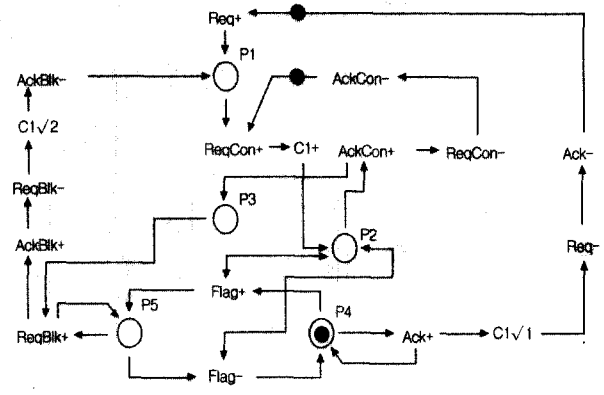 Req+
P1
AckBlk−
AckCon−
C1√2
ReqCon+
C1+
AckCon+
ReqCon−
Ack−
ReqBlk−
P3
P2
AckBlk+
Req−
Flag+
P5
P4
ReqBlk+
Ack+
C1√1
Flag−